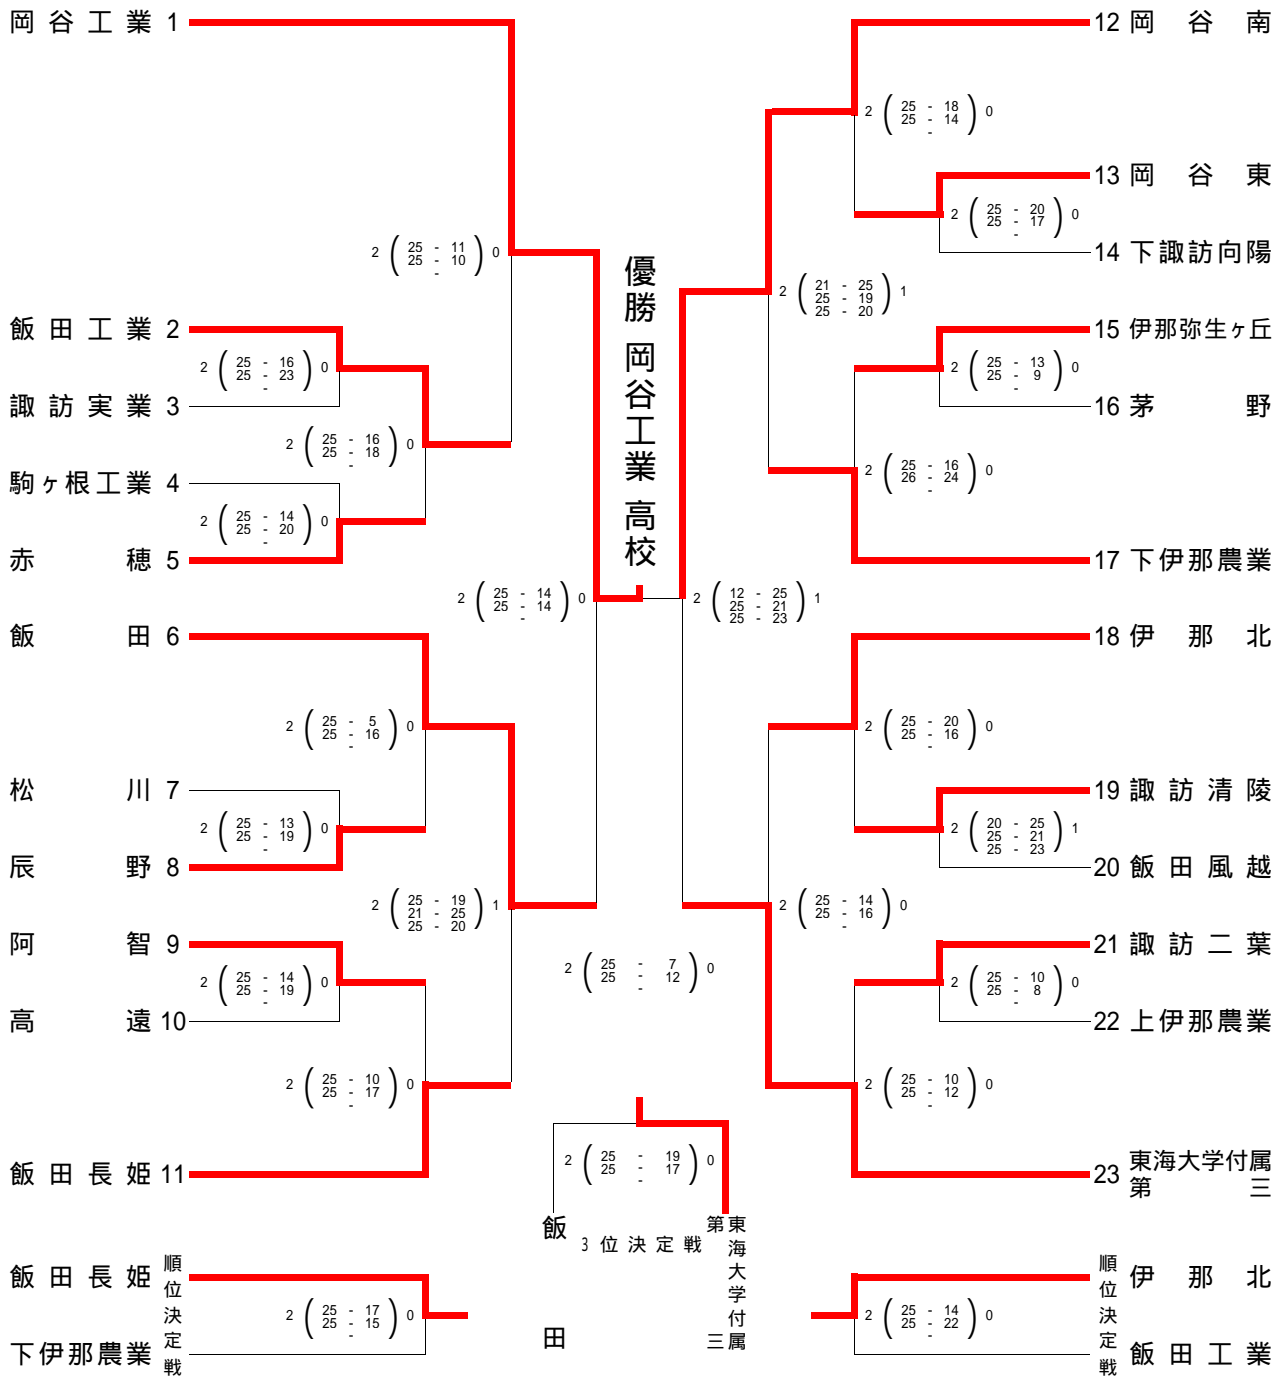 岡谷工業 1
2 ( 25 - 11 ) 0
25 - 10
-
飯田工業 2
2 ( 25 - 16 ) 0
25 - 23
-
諏訪実業 3
2 ( 25 - 16 ) 0
25 - 18
-
駒ヶ根工業 4
2 ( 25 - 14 ) 0
25 - 20
-
赤穂 5
2 ( 25 - 14 ) 0
25 - 14
-
飯田 6
2 ( 25 - 5 ) 0
25 - 16
-
松川 7
2 ( 25 - 13 ) 0
25 - 19
-
辰野 8
2 ( 25 - 19 ) 1
21 - 25
25 - 20
阿智 9
2 ( 25 - 14 ) 0
25 - 19
-
高遠 10
2 ( 25 - 10 ) 0
25 - 17
-
飯田長姫 11
優勝 岡谷工業 高校
2 ( 25 - 7 ) 0
25 - 12
-
12 岡谷南
2 ( 25 - 18 ) 0
25 - 14
-
13 岡谷東
2 ( 25 - 20 ) 0
25 - 17
-
14 下諏訪向陽
2 ( 21 - 25 ) 1
25 - 19
25 - 20
15 伊那弥生ヶ丘
2 ( 25 - 13 ) 0
25 - 9
-
16 茅野
2 ( 25 - 16 ) 0
26 - 24
-
17 下伊那農業
2 ( 12 - 25 ) 1
25 - 21
25 - 23
18 伊那北
2 ( 25 - 20 ) 0
25 - 16
-
19 諏訪清陵
2 ( 20 - 25 ) 1
25 - 21
25 - 23
20 飯田風越
2 ( 25 - 14 ) 0
25 - 16
-
21 諏訪二葉
2 ( 25 - 10 ) 0
25 - 8
-
22 上伊那農業
2 ( 25 - 10 ) 0
25 - 12
-
23 東海大学付属
第三
2 ( 25 - 19 ) 0
25 - 17
-
飯田
3位決定戦
東海大学付属
第三
飯田長姫
順位決定戦
2 ( 25 - 17 ) 0
25 - 15
-
下伊那農業
伊那北
順位決定戦
2 ( 25 - 14 ) 0
25 - 22
-
飯田工業